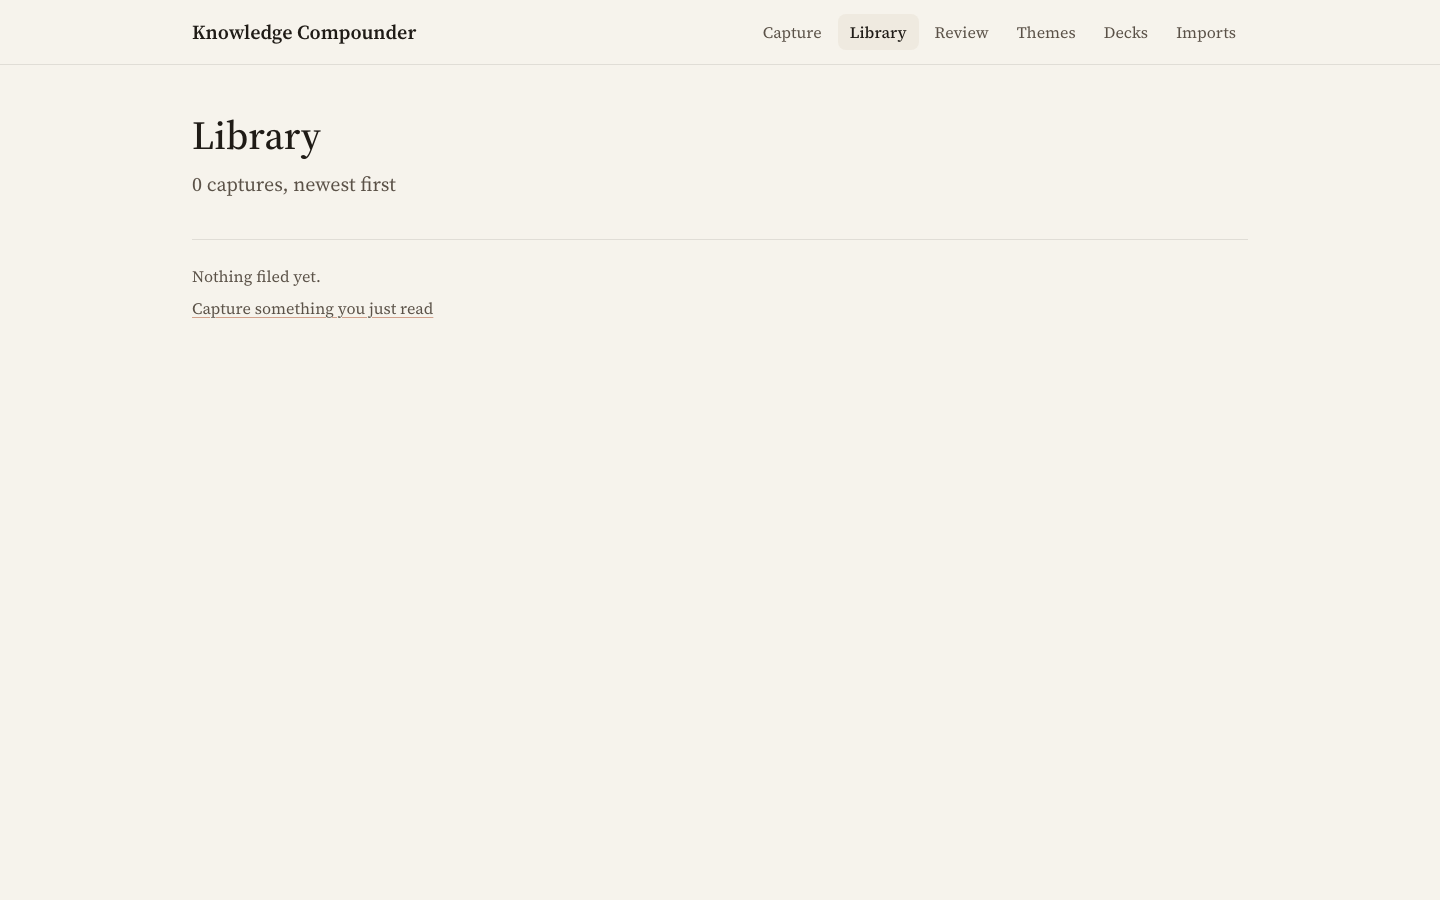 Knowledge Compounder
Capture Library Review Themes Decks Imports
Library
0 captures, newest first
Nothing filed yet.
Capture something you just read